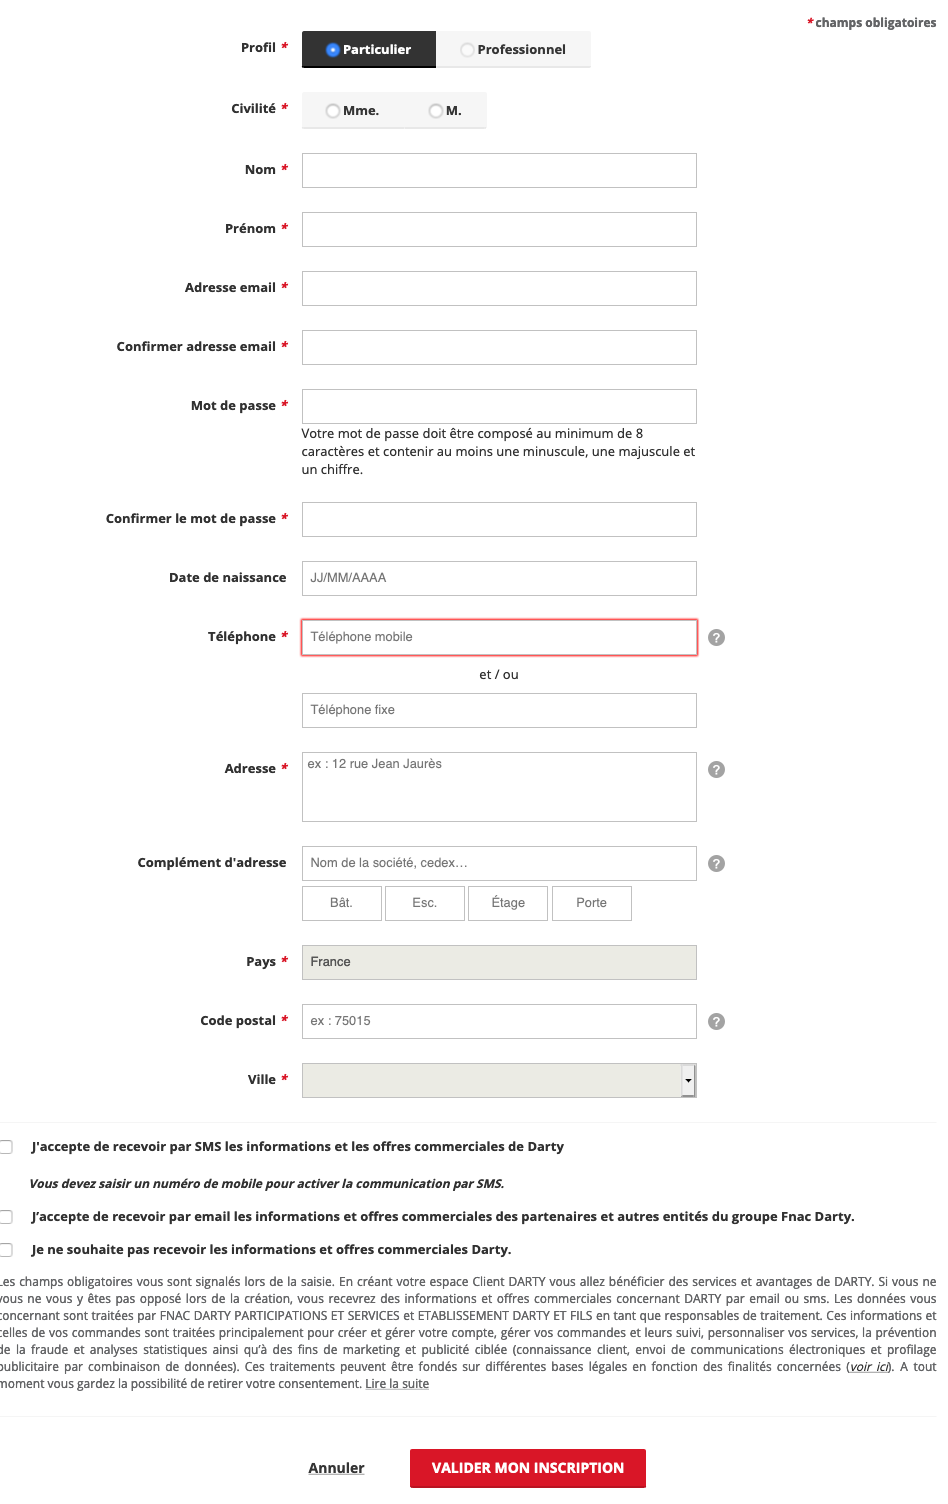 * champs obligatoires
Profil * Particulier Professionnel
Civilité * Mme. M.
Nom *
Prénom *
Adresse email *
Confirmer adresse email *
Mot de passe *
Votre mot de passe doit être composé au minimum de 8
caractères et contenir au moins une minuscule, une majuscule et
un chiffre.
Confirmer le mot de passe *
Date de naissance JJ/MM/AAAA
Téléphone * Téléphone mobile ?
et / ou
Téléphone fixe
Adresse * ex : 12 rue Jean Jaurès ?
Complément d'adresse Nom de la société, cedex... ?
Bât. Esc. Étage Porte
Pays * France
Code postal * ex : 75015 ?
Ville *
J'accepte de recevoir par SMS les informations et les offres commerciales de Darty
Vous devez saisir un numéro de mobile pour activer la communication par SMS.
J’accepte de recevoir par email les informations et offres commerciales des partenaires et autres entités du groupe Fnac Darty.
Je ne souhaite pas recevoir les informations et offres commerciales Darty.
Les champs obligatoires vous sont signalés lors de la saisie. En créant votre espace Client DARTY vous allez bénéficier des services et avantages de DARTY. Si vous ne
vous ne vous y êtes pas opposé lors de la création, vous recevrez des informations et offres commerciales concernant DARTY par email ou sms. Les données vous
concernant sont traitées par FNAC DARTY PARTICIPATIONS ET SERVICES et ETABLISSEMENT DARTY ET FILS en tant que responsables de traitement. Ces informations et
celles de vos commandes sont traitées principalement pour créer et gérer votre compte, gérer vos commandes et leurs suivi, personnaliser vos services, la prévention
de la fraude et analyses statistiques ainsi qu’à des fins de marketing et publicité ciblée (connaissance client, envoi de communications électroniques et profilage
publicitaire par combinaison de données). Ces traitements peuvent être fondés sur différentes bases légales en fonction des finalités concernées (voir ici). A tout
moment vous gardez la possibilité de retirer votre consentement. Lire la suite
Annuler VALIDER MON INSCRIPTION